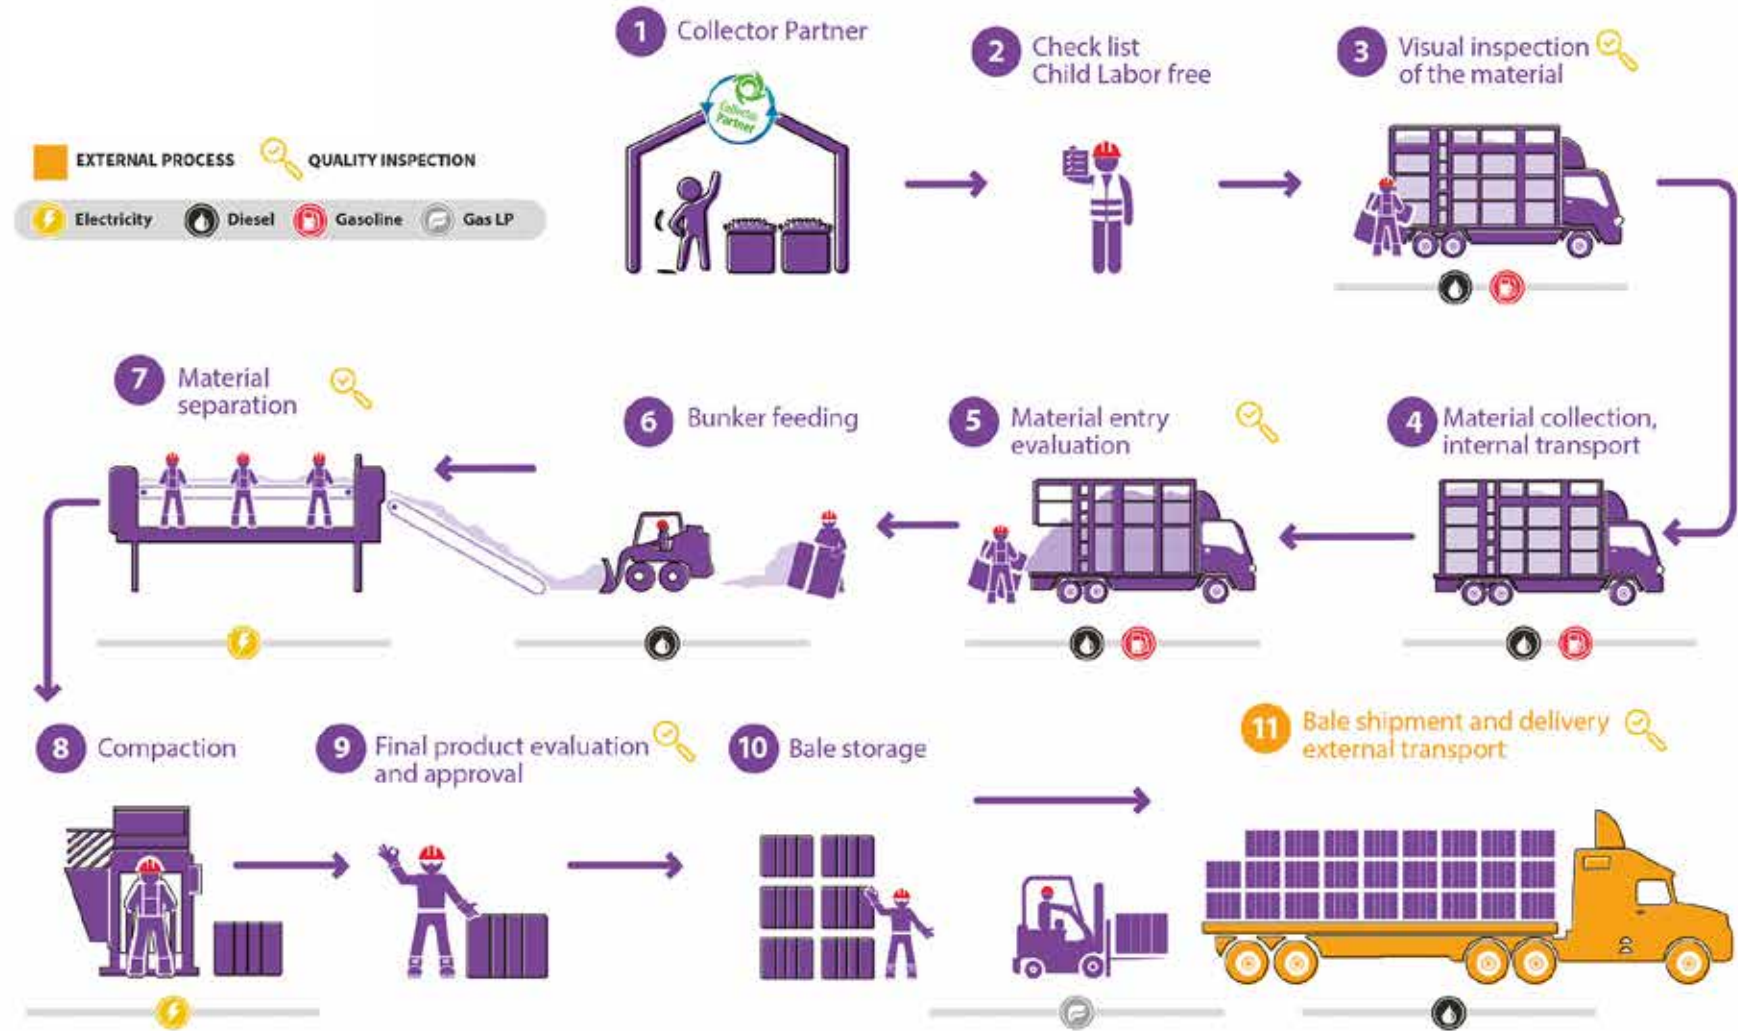 1 Collector Partner
Collector
Partner
2 Check list
Child Labor free
3 Visual inspection
of the material
EXTERNAL PROCESS
QUALITY INSPECTION
Electricity
Diesel
Gasoline
Gas LP
7 Material
separation
6 Bunker feeding
5 Material entry
evaluation
4 Material collection,
internal transport
8 Compaction
9 Final product evaluation
and approval
10 Bale storage
11 Bale shipment and delivery
external transport